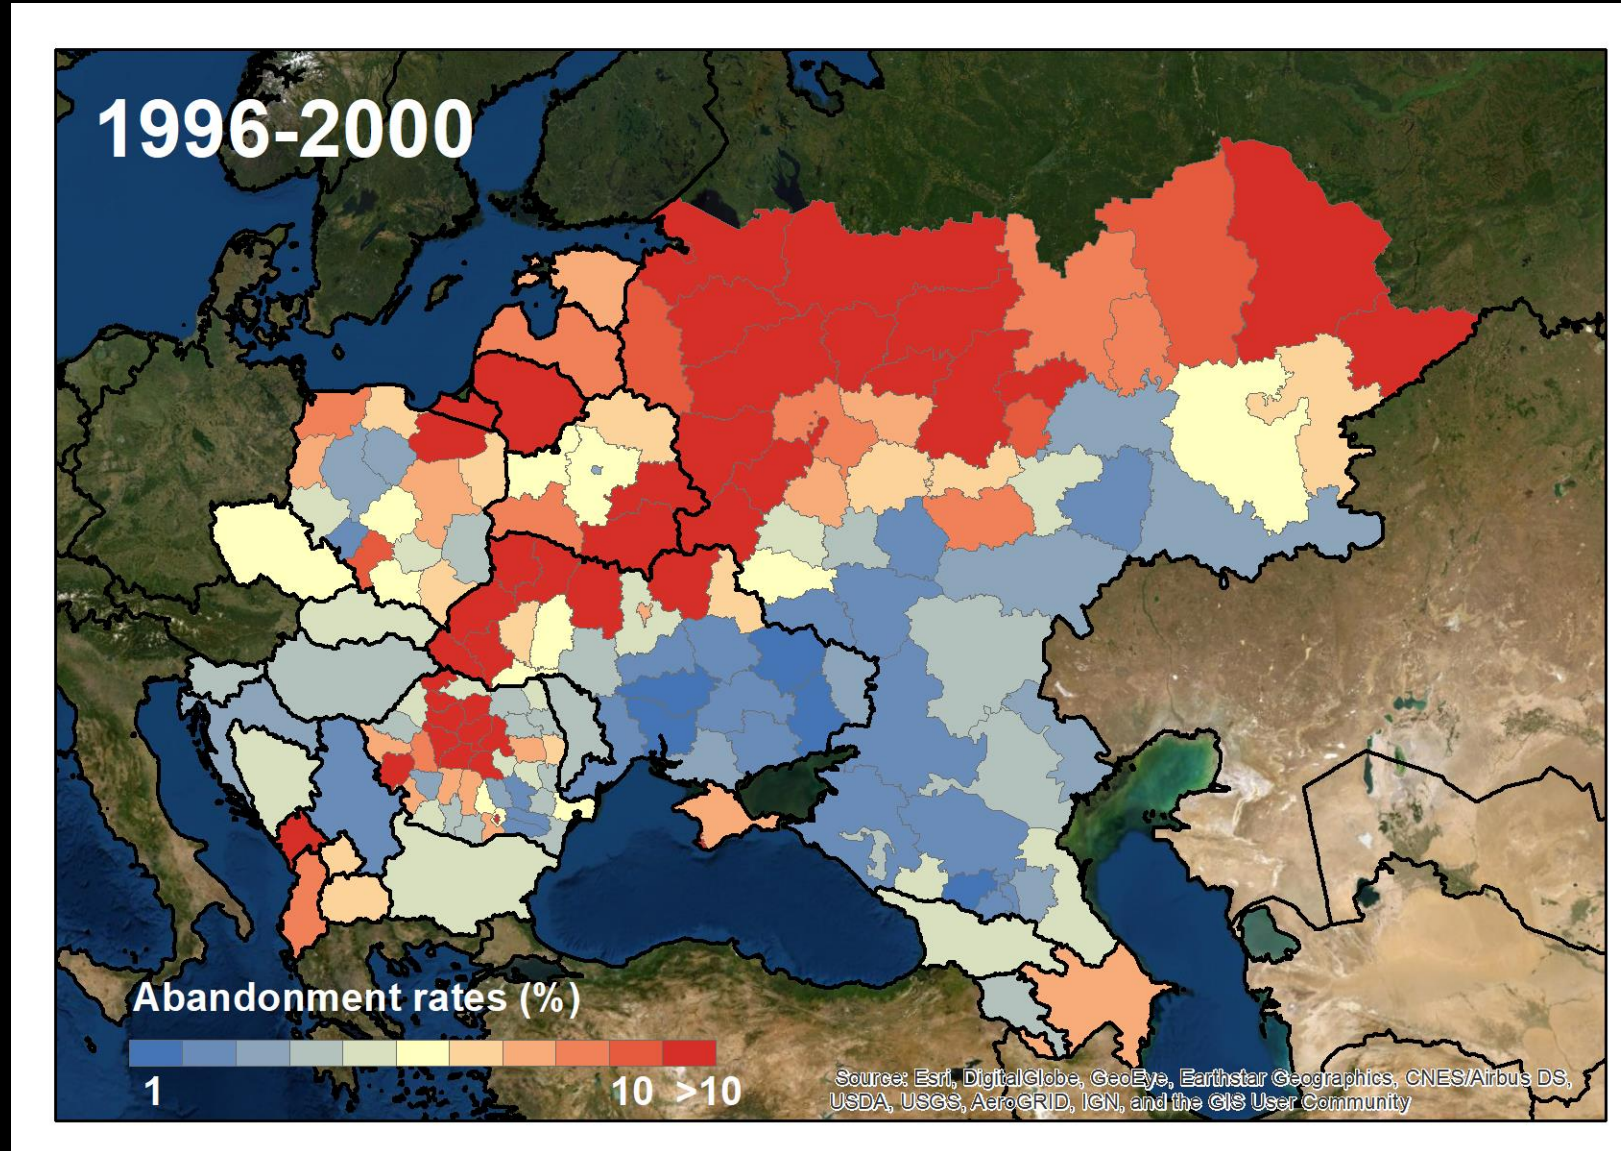 1996-2000
Abandonment rates (%)
1 10 >10
Source: Esri, DigitalGlobe, GeoEye, Earthstar Geographics, CNES/Airbus DS,
USDA, USGS, AeroGRID, IGN, and the GIS User Community